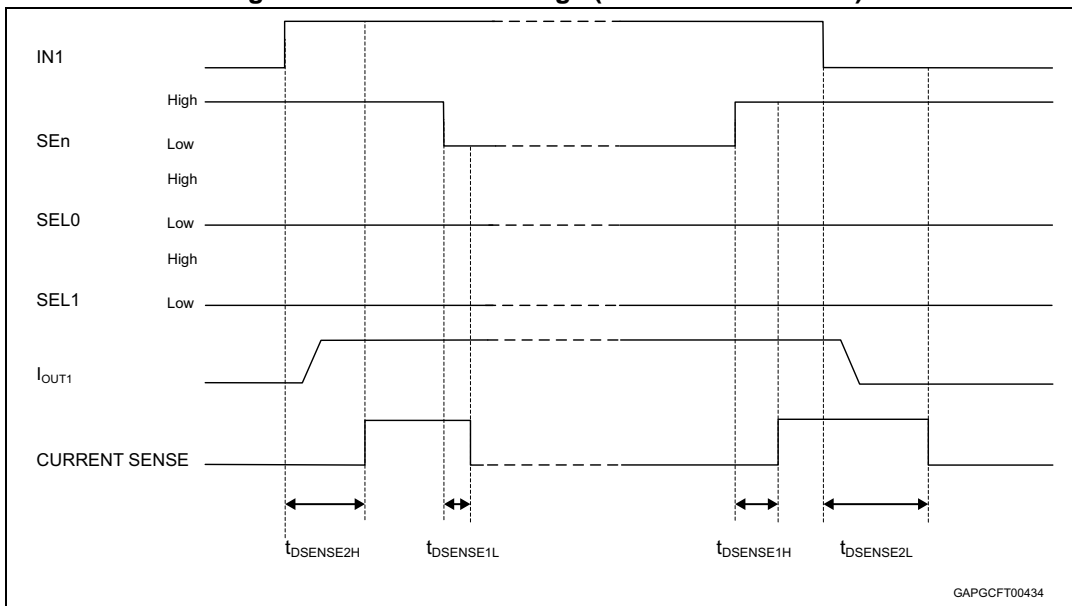 IN1
High
SEn
Low
High
SEL0
Low
High
SEL1
Low
IOUT1
CURRENT SENSE
tDSENSE2H
tDSENSE1L
tDSENSE1H
tDSENSE2L
GAPGCFT00434